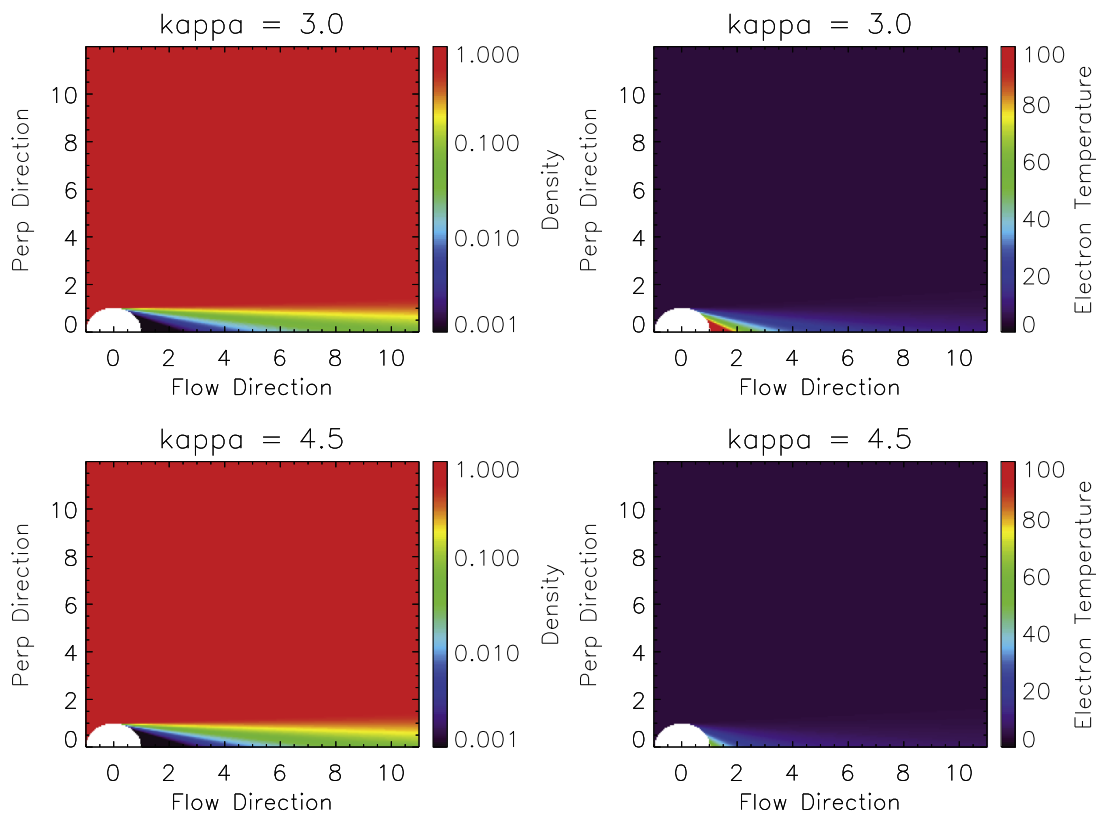 kappa = 3.0
Perp Direction
10
8
6
4
2
0
0 2 4 6 8 10
Flow Direction
1.000
0.100
0.010
0.001
Density
kappa = 3.0
Perp Direction
10
8
6
4
2
0
0 2 4 6 8 10
Flow Direction
100
80
60
40
20
0
Electron Temperature
kappa = 4.5
Perp Direction
10
8
6
4
2
0
0 2 4 6 8 10
Flow Direction
1.000
0.100
0.010
0.001
Density
kappa = 4.5
Perp Direction
10
8
6
4
2
0
0 2 4 6 8 10
Flow Direction
100
80
60
40
20
0
Electron Temperature